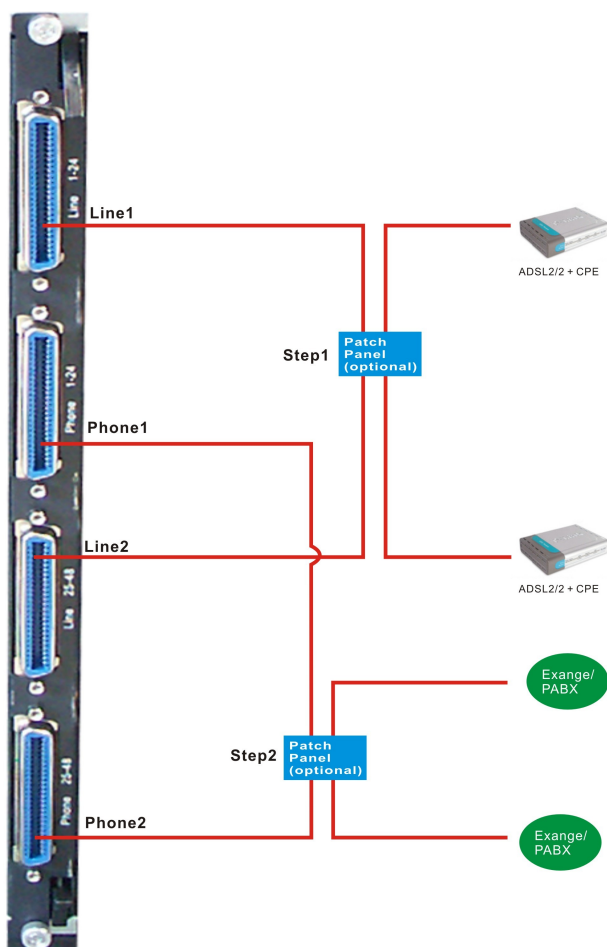 Line 1-24
Line1
ADSL2/2 + CPE
Step1
Patch
Panel
(optional)
Phone 1-24
Phone1
Line2
Line 25-48
ADSL2/2 + CPE
Exange/
PABX
Step2
Patch
Panel
(optional)
Phone 25-48
Phone2
Exange/
PABX